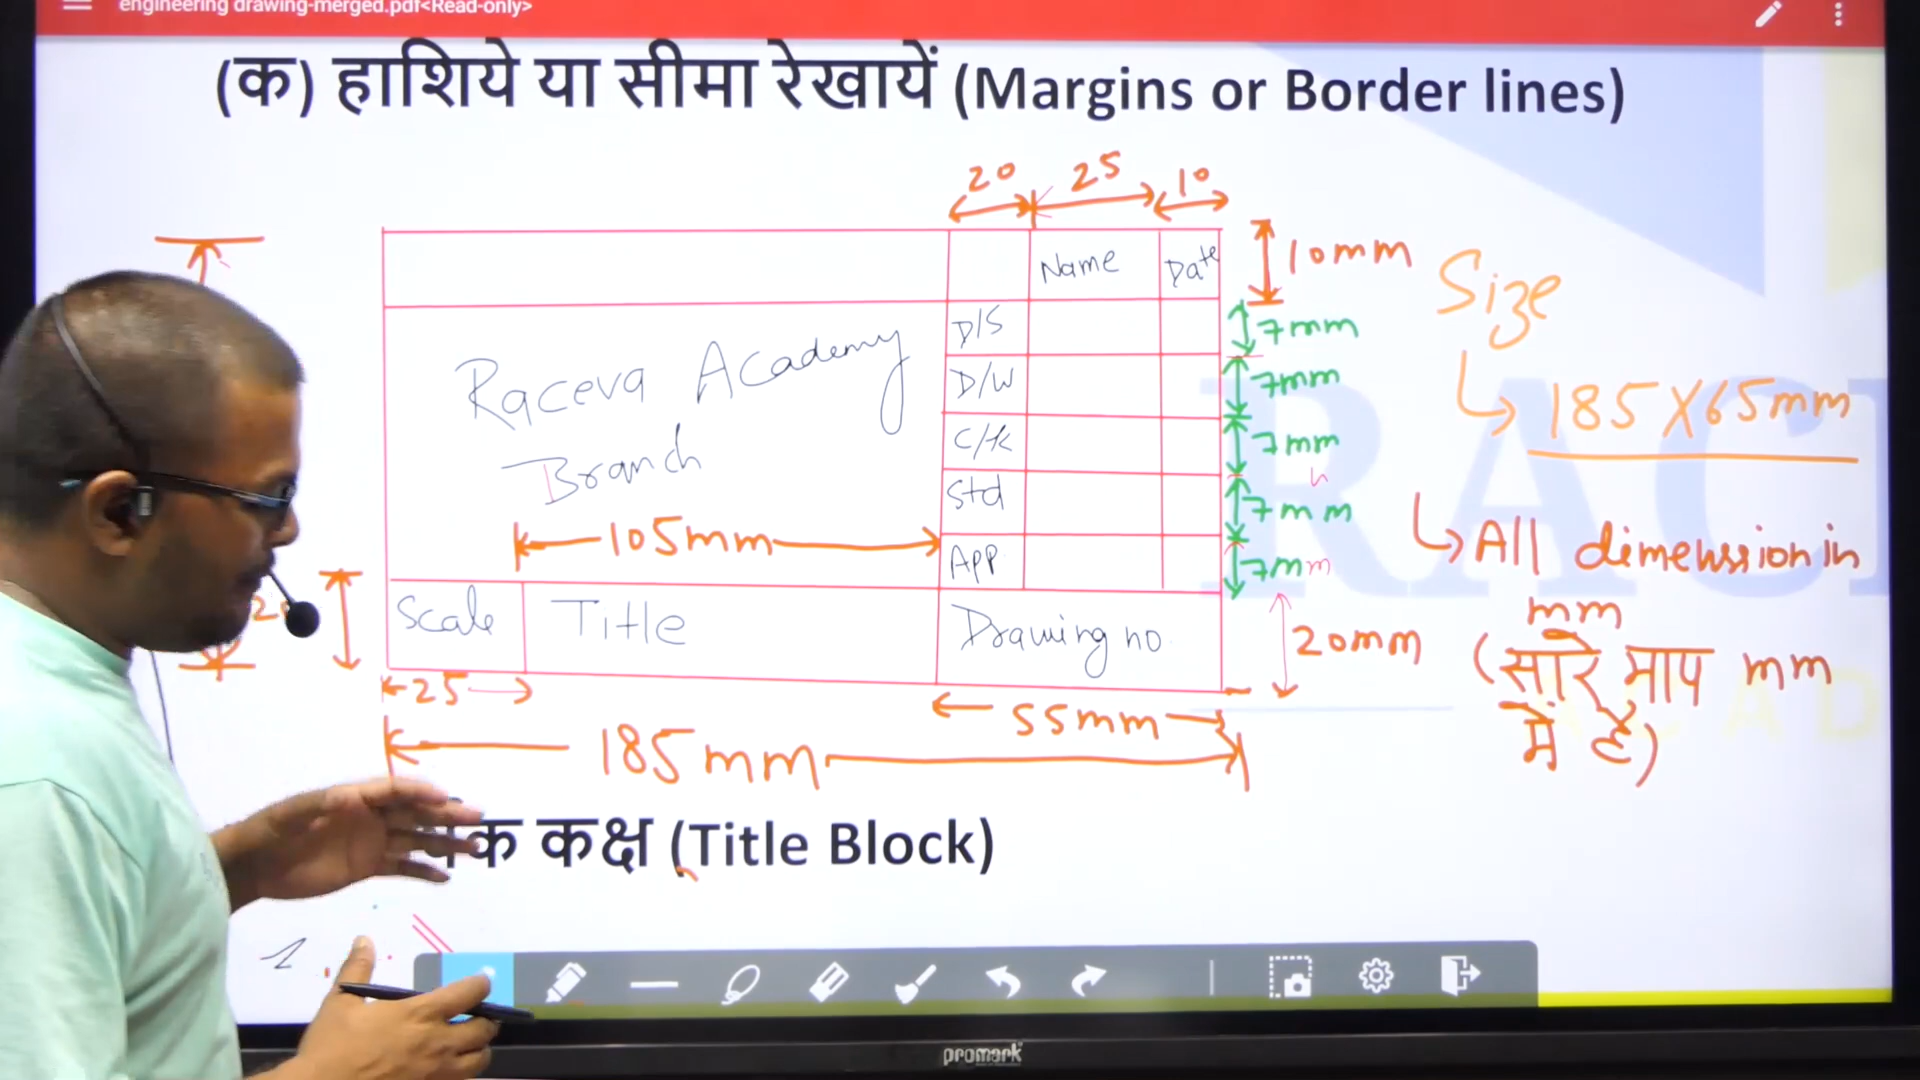 engineering drawing-merged.pdf<Read-only>
(क) हाशिये या सीमा रेखायें (Margins or Border lines)
20 25 10
Name Date
10mm
Size
185X65mm
Raceva Academy
Branch
D/S
7mm
D/W
7mm
C/K
7mm
Std
7mm
App
7mm
105mm
All dimension in
mm
(सारे माप mm
में है)
Scale Title Drawing no.
20mm
25
55mm
185mm
कक्ष (Title Block)
promark